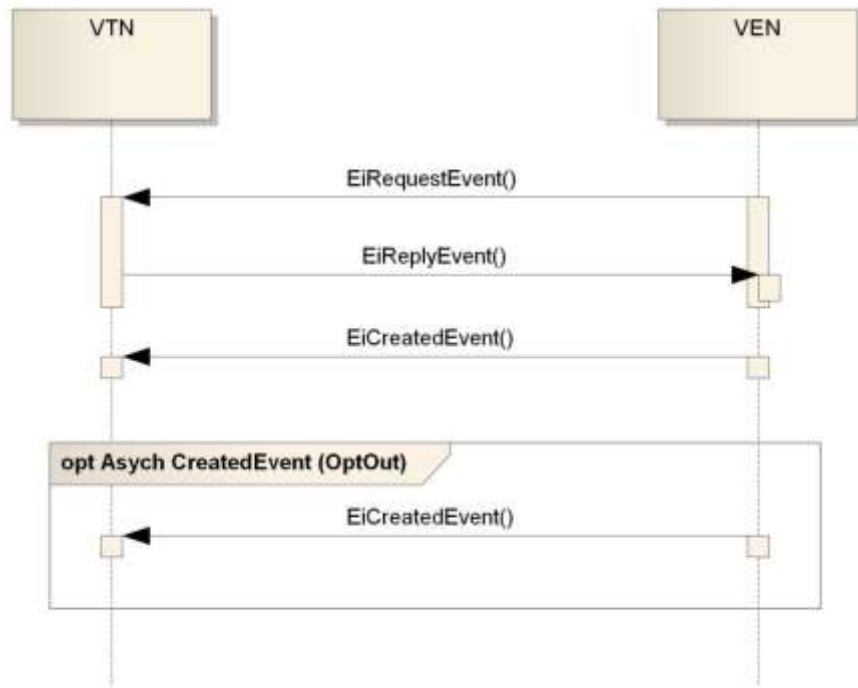 VTN
VEN
EiRequestEvent()
EiReplyEvent()
EiCreatedEvent()
opt Asych CreatedEvent (OptOut)
EiCreatedEvent()